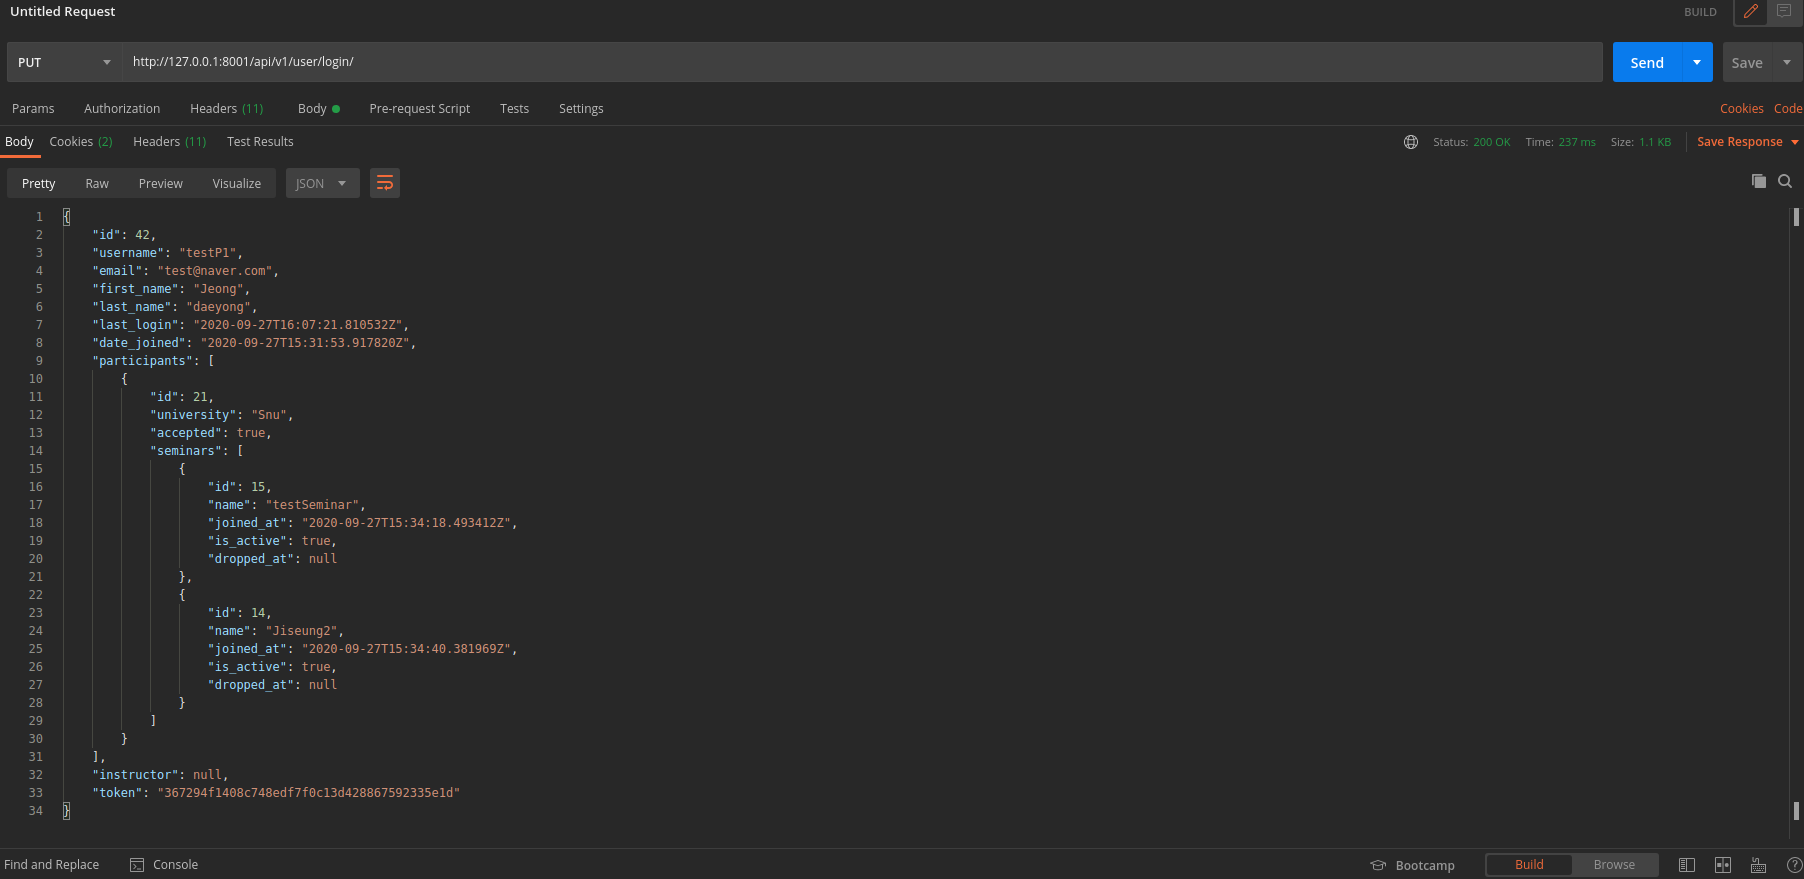 Untitled Request
BUILD
PUT
http://127.0.0.1:8001/api/v1/user/login/
Send
Save
Params Authorization Headers (11) Body Pre-request Script Tests Settings Cookies Code
Body Cookies (2) Headers (11) Test Results Status: 200 OK Time: 237 ms Size: 1.1 KB Save Response
Pretty Raw Preview Visualize JSON
1 {
2 "id": 42,
3 "username": "testP1",
4 "email": "test@naver.com",
5 "first_name": "Jeong",
6 "last_name": "daeyong",
7 "last_login": "2020-09-27T16:07:21.810532Z",
8 "date_joined": "2020-09-27T15:31:53.917820Z",
9 "participants": [
10 {
11 "id": 21,
12 "university": "Snu",
13 "accepted": true,
14 "seminars": [
15 {
16 "id": 15,
17 "name": "testSeminar",
18 "joined_at": "2020-09-27T15:34:18.493412Z",
19 "is_active": true,
20 "dropped_at": null
21 },
22 {
23 "id": 14,
24 "name": "Jiseung2",
25 "joined_at": "2020-09-27T15:34:40.381969Z",
26 "is_active": true,
27 "dropped_at": null
28 }
29 ]
30 }
31 ],
32 "instructor": null,
33 "token": "367294f1408c748edf7f0c13d428867592335e1d"
34 }
Find and Replace Console Bootcamp Build Browse